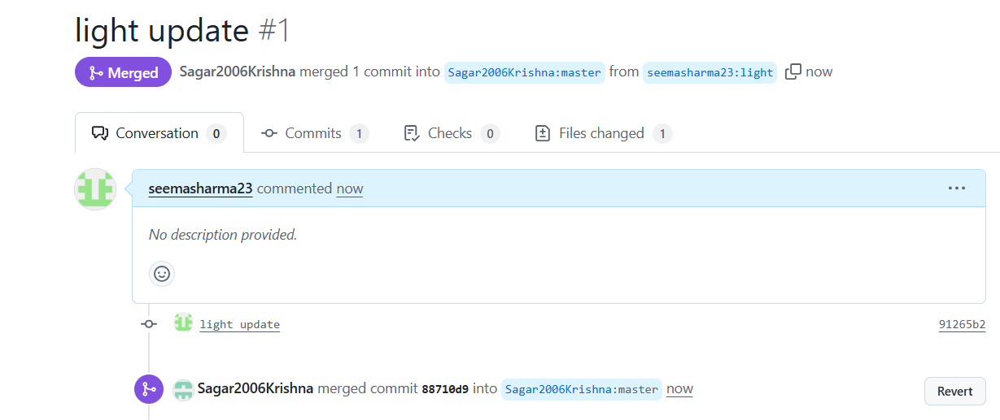 light update #1
Merged Sagar2006Krishna merged 1 commit into Sagar2006Krishna:master from seemasharma23:light now
Conversation 0 Commits 1 Checks 0 Files changed 1
seemasharma23 commented now
No description provided.
light update 91265b2
Sagar2006Krishna merged commit 88710d9 into Sagar2006Krishna:master now Revert